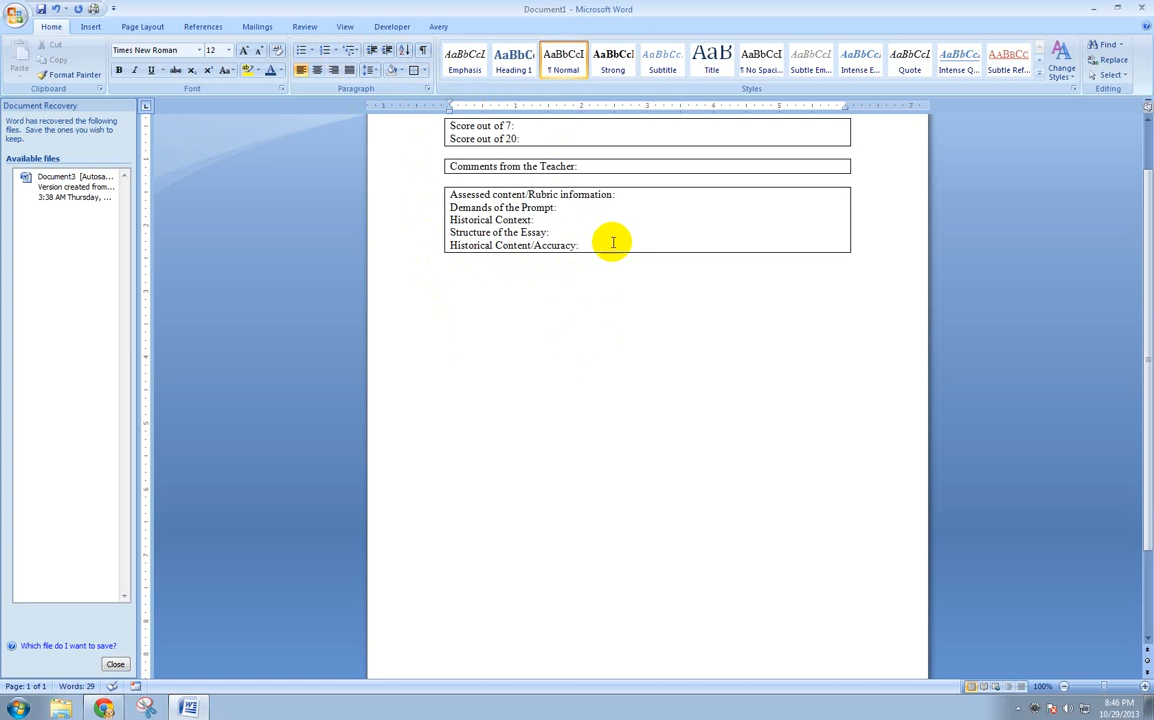 Document1 - Microsoft Word
Home Insert Page Layout References Mailings Review View Developer Avery
Cut
Copy
Paste
Format Painter
Clipboard
Times New Roman 12
Font
Paragraph
AaBbCcI AaBbC AaBbCcI AaBbCcl AaBbCc. AaB AaBbCcI AaBbCc. AaBbCcI AaBbCcI AaBbCcI AaBbCc
Emphasis Heading 1 ¶ Normal Strong Subtitle Title ¶ No Spaci... Subtle Em... Intense E... Quote Intense Q... Subtle Ref...
Change Styles
Styles
Find
Replace
Select
Editing
Document Recovery
Word has recovered the following files. Save the ones you wish to keep.
Available files
Document3 [Autosa...
Version created from...
3:38 AM Thursday, ...
Which file do I want to save?
Close
Score out of 7:
Score out of 20:
Comments from the Teacher:
Assessed content/Rubric information:
Demands of the Prompt:
Historical Context:
Structure of the Essay:
Historical Content/Accuracy:
Page: 1 of 1 Words: 29
100%
8:46 PM
10/29/2013